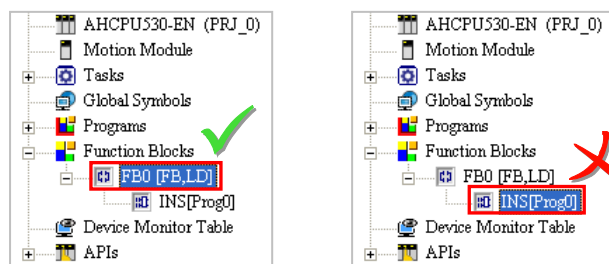 AHCPU530-EN (PRJ_0)
Motion Module
Tasks
Global Symbols
Programs
Function Blocks
FB0 [FB,LD]
INS[Prog0]
Device Monitor Table
APIs
AHCPU530-EN (PRJ_0)
Motion Module
Tasks
Global Symbols
Programs
Function Blocks
FB0 [FB,LD]
INS[Prog0]
Device Monitor Table
APIs